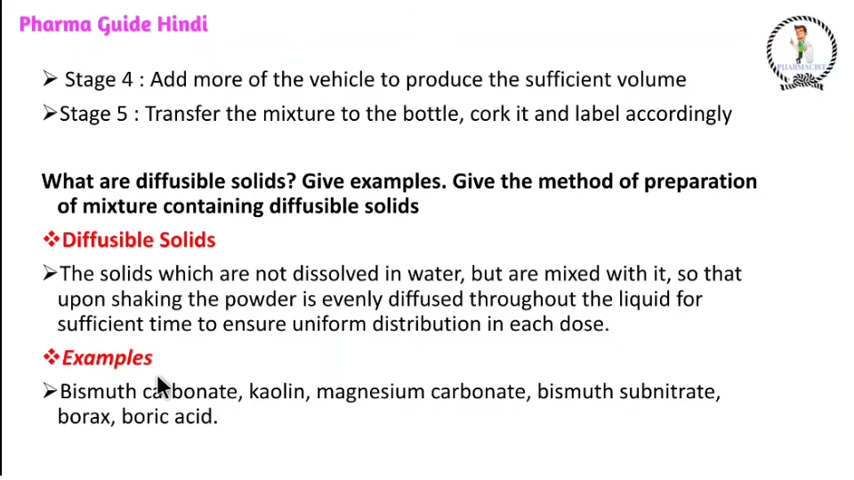 Pharma Guide Hindi
PHARMACIST
➤ Stage 4 : Add more of the vehicle to produce the sufficient volume
➤Stage 5 : Transfer the mixture to the bottle, cork it and label accordingly
What are diffusible solids? Give examples. Give the method of preparation
of mixture containing diffusible solids
❖Diffusible Solids
➤The solids which are not dissolved in water, but are mixed with it, so that
upon shaking the powder is evenly diffused throughout the liquid for
sufficient time to ensure uniform distribution in each dose.
❖Examples
➤Bismuth carbonate, kaolin, magnesium carbonate, bismuth subnitrate,
borax, boric acid.